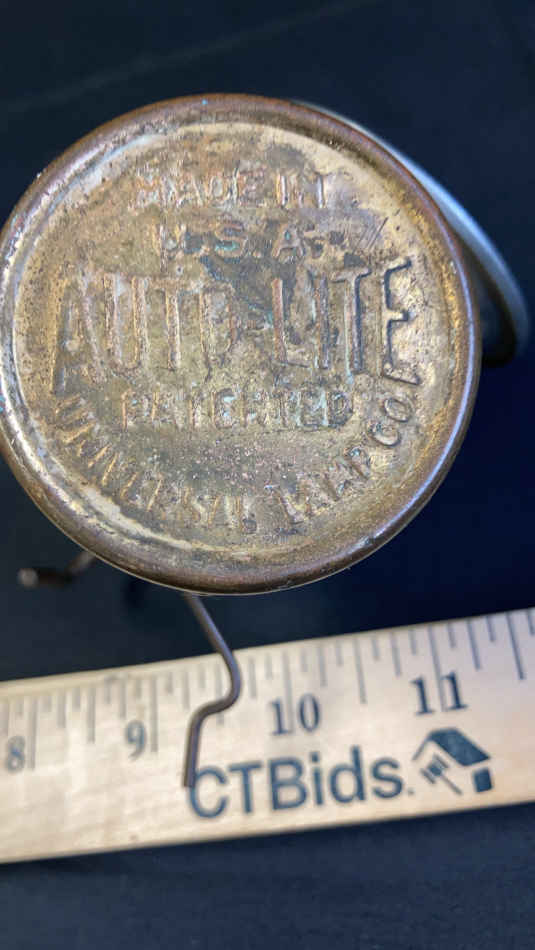 MADE IN
U.S.A.
AUTO-LITE
PATENTED
UNIVERSAL LAMP CO.
8 9 10 11
CTBids.